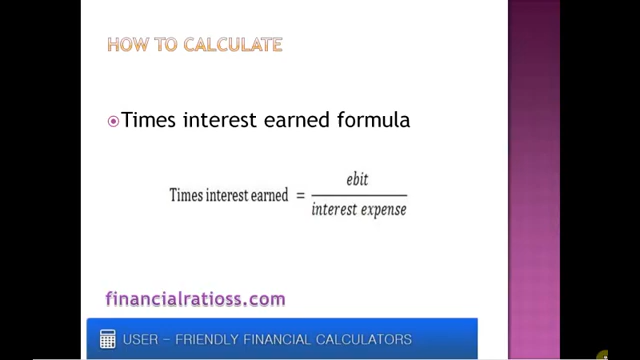 HOW TO CALCULATE
Times interest earned formula
Times interest earned = ebit / interest expense
financialratioss.com
USER – FRIENDLY FINANCIAL CALCULATORS